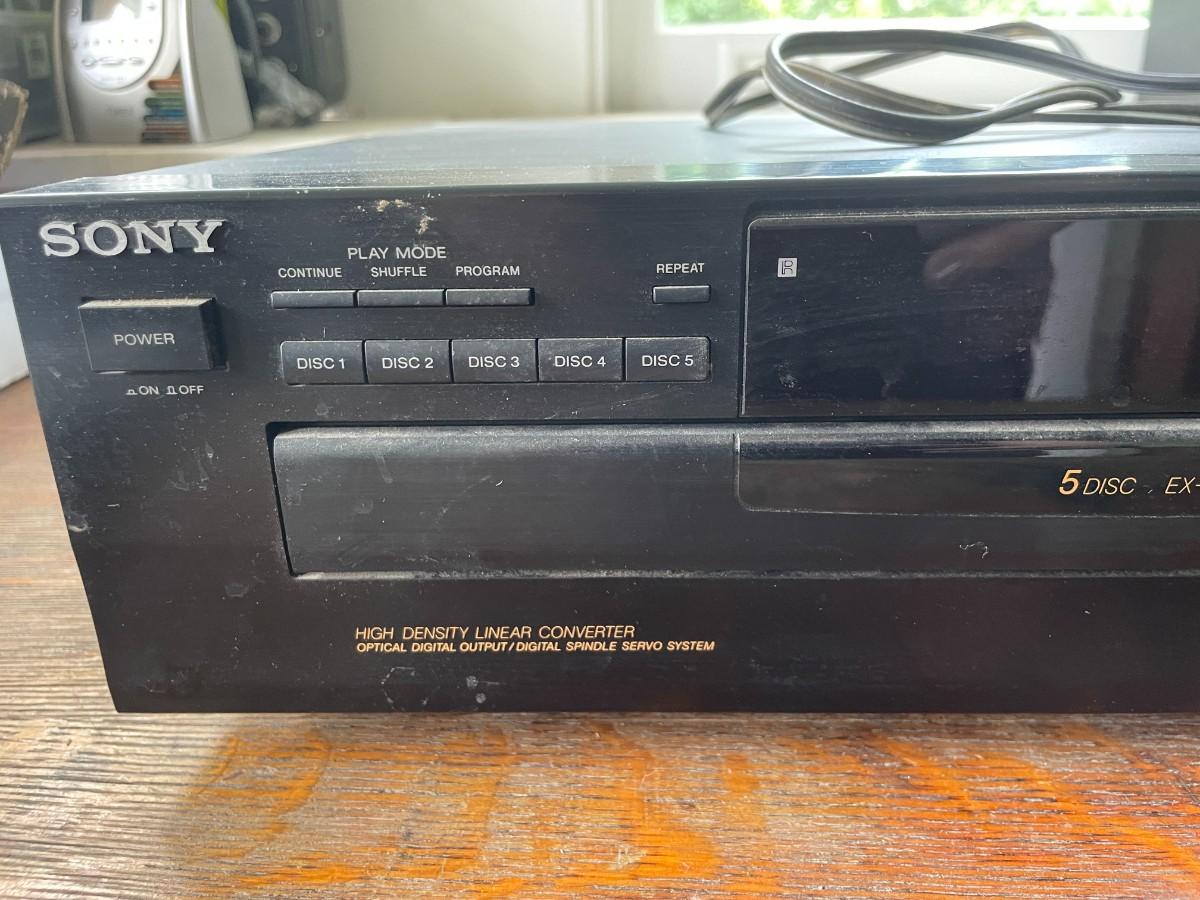 SONY
PLAY MODE
CONTINUE SHUFFLE PROGRAM
REPEAT
R
POWER
ON OFF
DISC 1 DISC 2 DISC 3 DISC 4 DISC 5
5 DISC EX-
HIGH DENSITY LINEAR CONVERTER
OPTICAL DIGITAL OUTPUT/DIGITAL SPINDLE SERVO SYSTEM